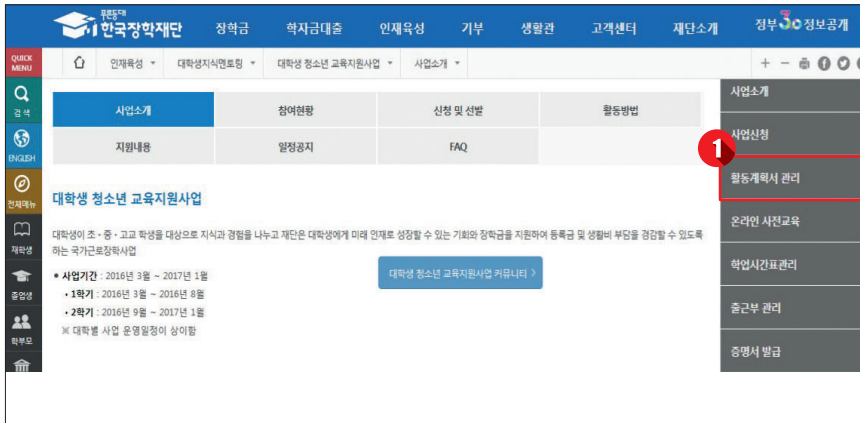 푸른등대
한국장학재단
장학금 학자금대출 인재육성 기부 생활관 고객센터 재단소개
정부3.0 정보공개
QUICK
MENU
인재육성 대학생지식멘토링 대학생 청소년 교육지원사업 사업소개
검색
ENGLISH
전체메뉴
재학생
졸업생
학부모
사업소개 참여현황 신청 및 선발 활동방법
지원내용 일정공지 FAQ
대학생 청소년 교육지원사업
대학생이 초·중·고교 학생을 대상으로 지식과 경험을 나누고 재단은 대학생에게 미래 인재로 성장할 수 있는 기회와 장학금을 지원하여 등록금 및 생활비 부담을 경감할 수 있도록
하는 국가근로장학사업
• 사업기간 : 2016년 3월 ~ 2017년 1월
• 1학기 : 2016년 3월 ~ 2016년 8월
• 2학기 : 2016년 9월 ~ 2017년 1월
※ 대학별 사업 운영일정이 상이함
대학생 청소년 교육지원사업 커뮤니티 >
사업소개
사업신청
1
활동계획서 관리
온라인 사전교육
학업시간표관리
출근부 관리
증명서 발급